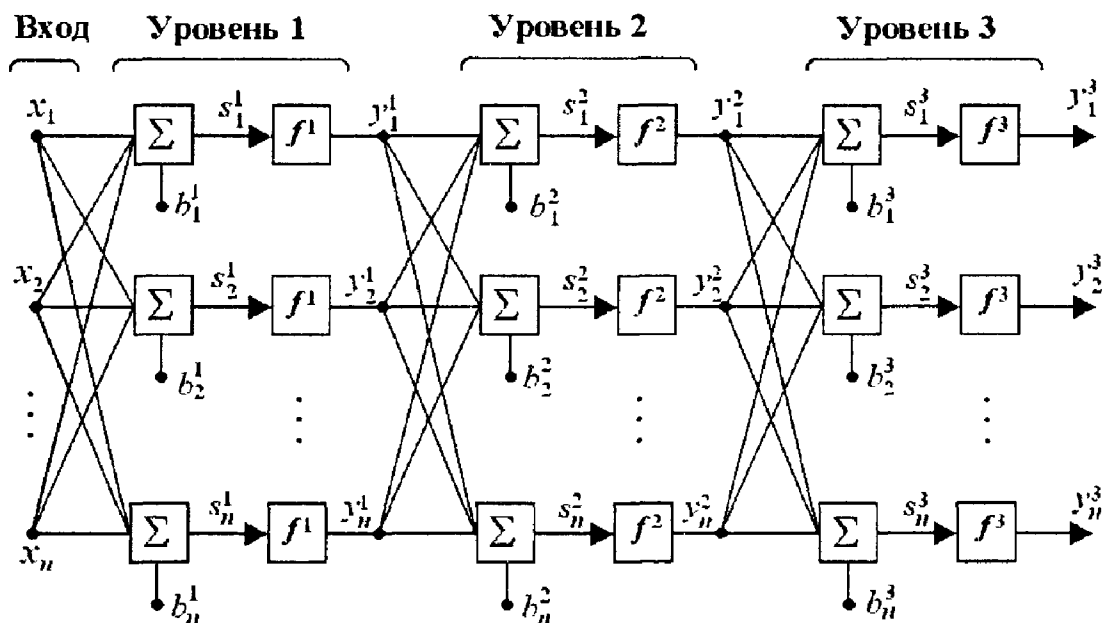 Вход Уровень 1 Уровень 2 Уровень 3
x₁ Σ s₁¹ f¹ y₁¹ Σ s₁² f² y₁² Σ s₁³ f³ y₁³
b₁¹ b₁² b₁³
x₂ Σ s₂¹ f¹ y₂¹ Σ s₂² f² y₂² Σ s₂³ f³ y₂³
b₂¹ b₂² b₂³
xₙ Σ sₙ¹ f¹ yₙ¹ Σ sₙ² f² yₙ² Σ sₙ³ f³ yₙ³
bₙ¹ bₙ² bₙ³